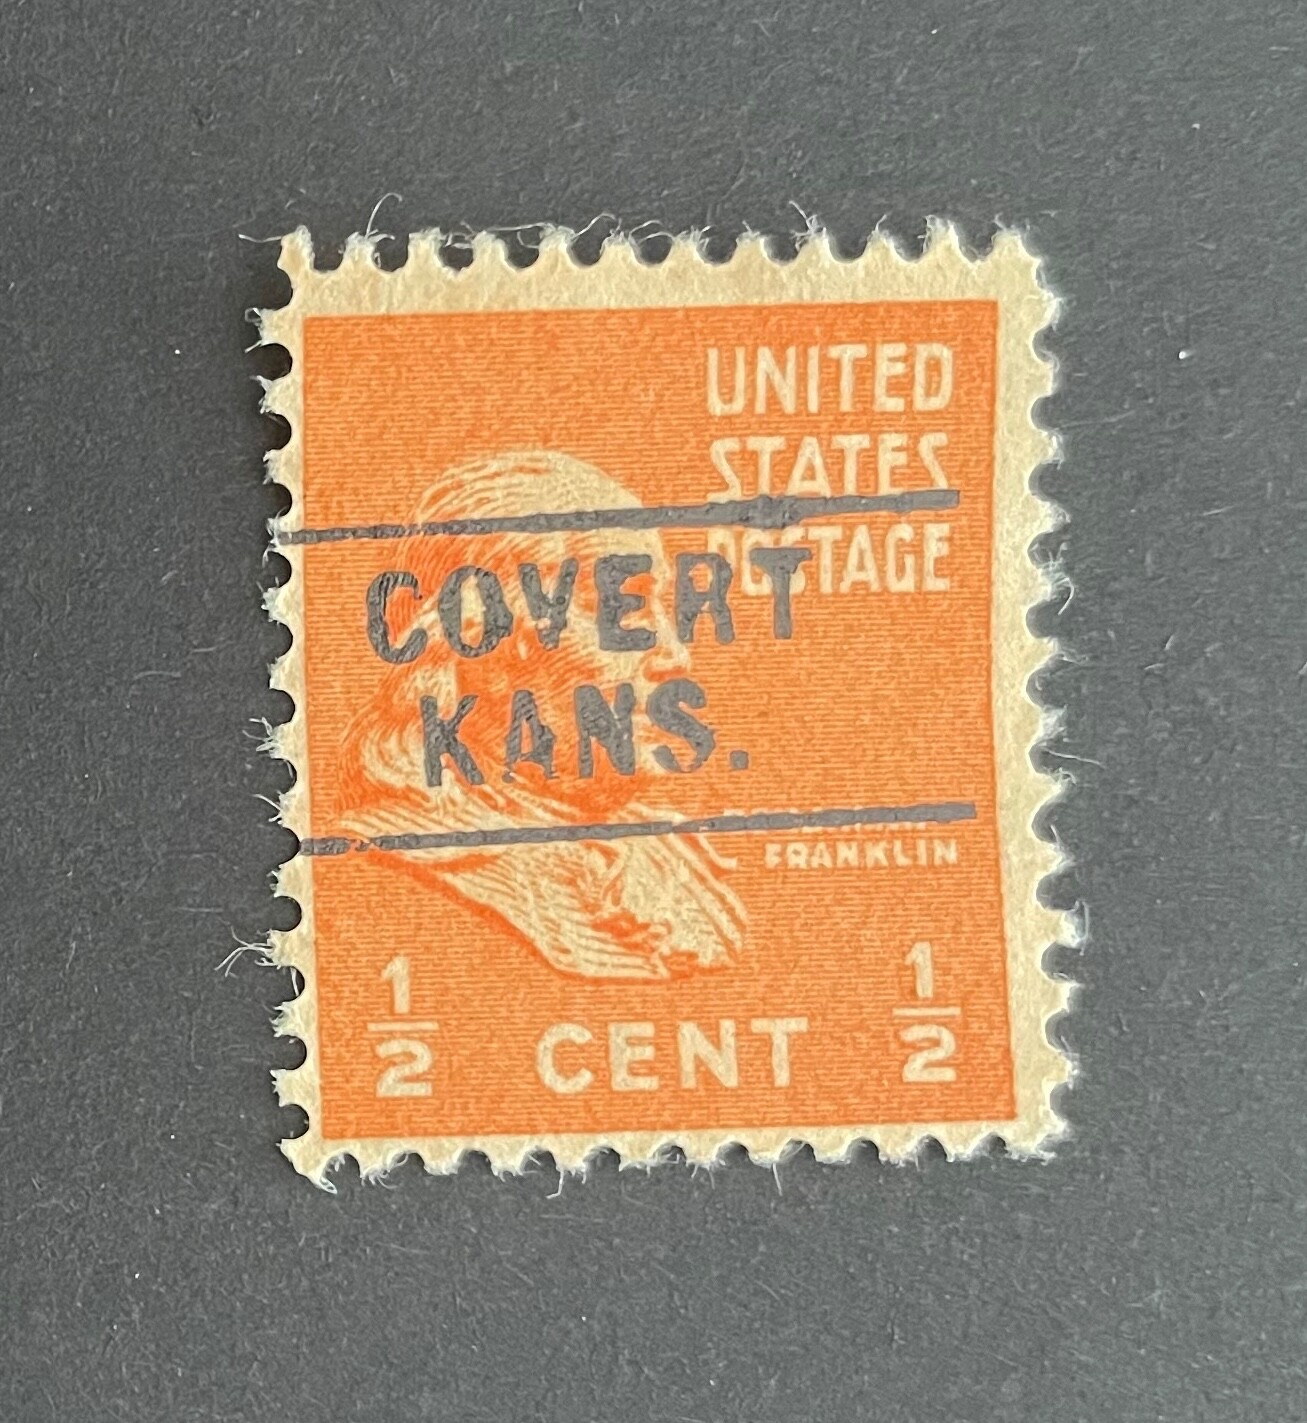 UNITED
STATES
POSTAGE
COVERT
KANS.
FRANKLIN
1/2 CENT 1/2